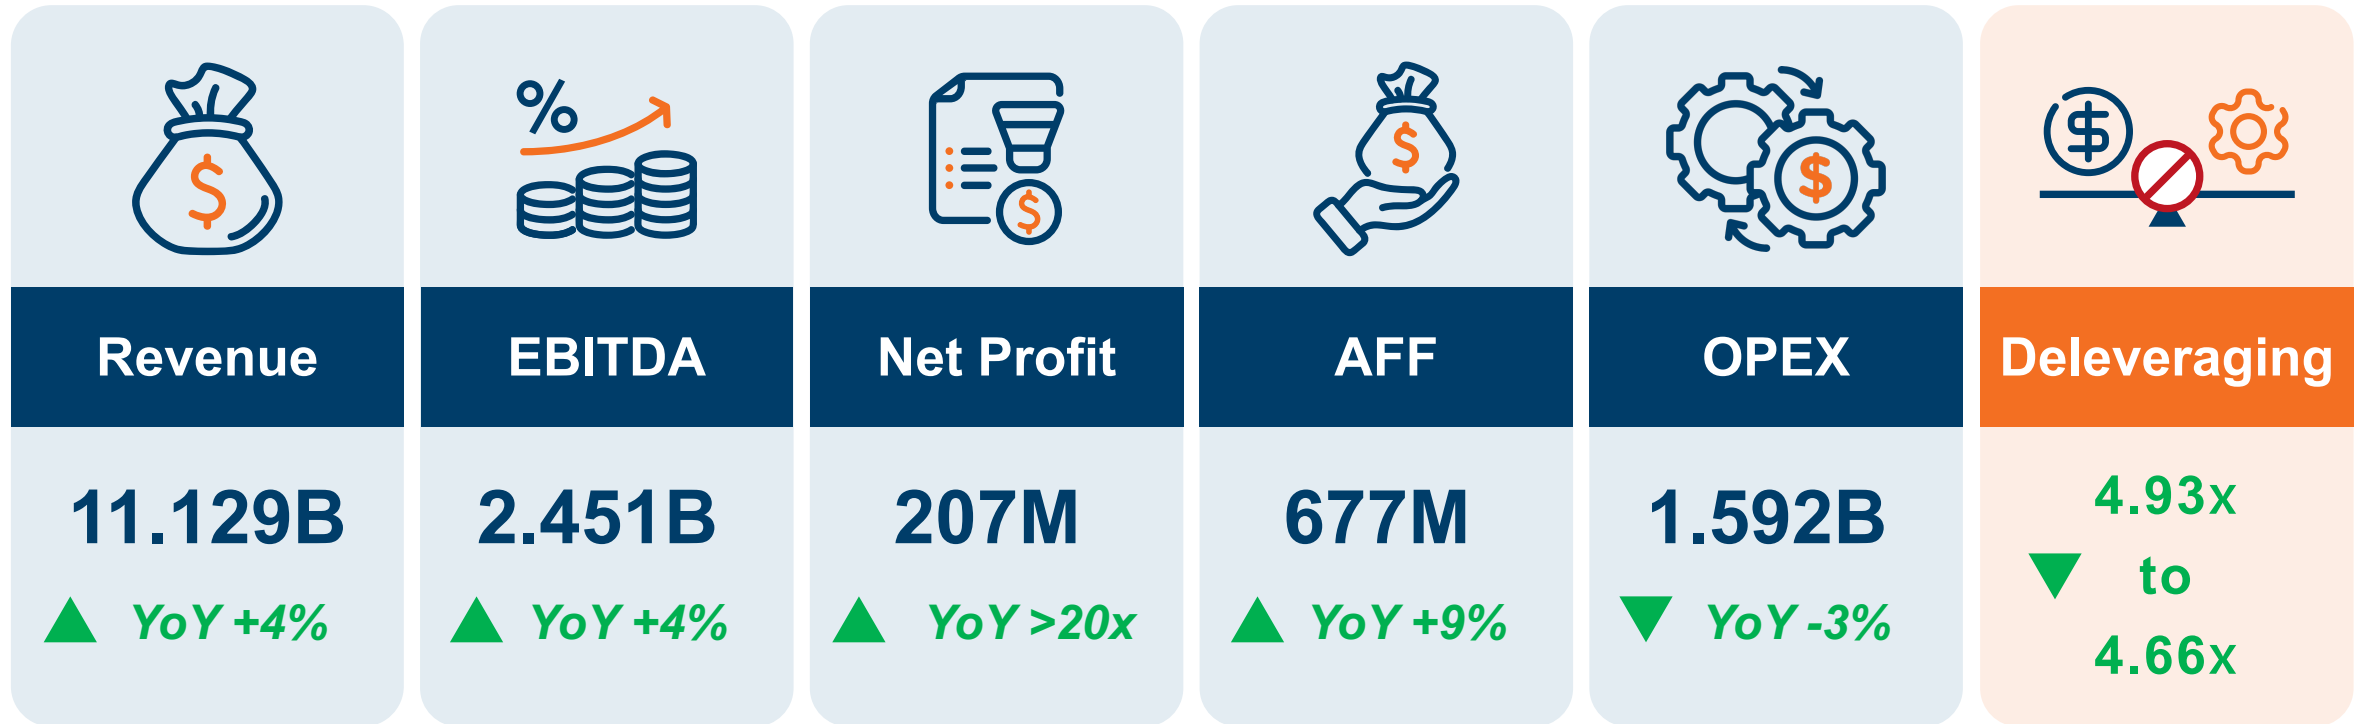 %
$
$
$
$
$
$
Revenue
EBITDA
Net Profit
AFF
OPEX
Deleveraging
11.129B
2.451B
207M
677M
1.592B
4.93x
to
4.66x
YoY +4%
YoY +4%
YoY >20x
YoY +9%
YoY -3%